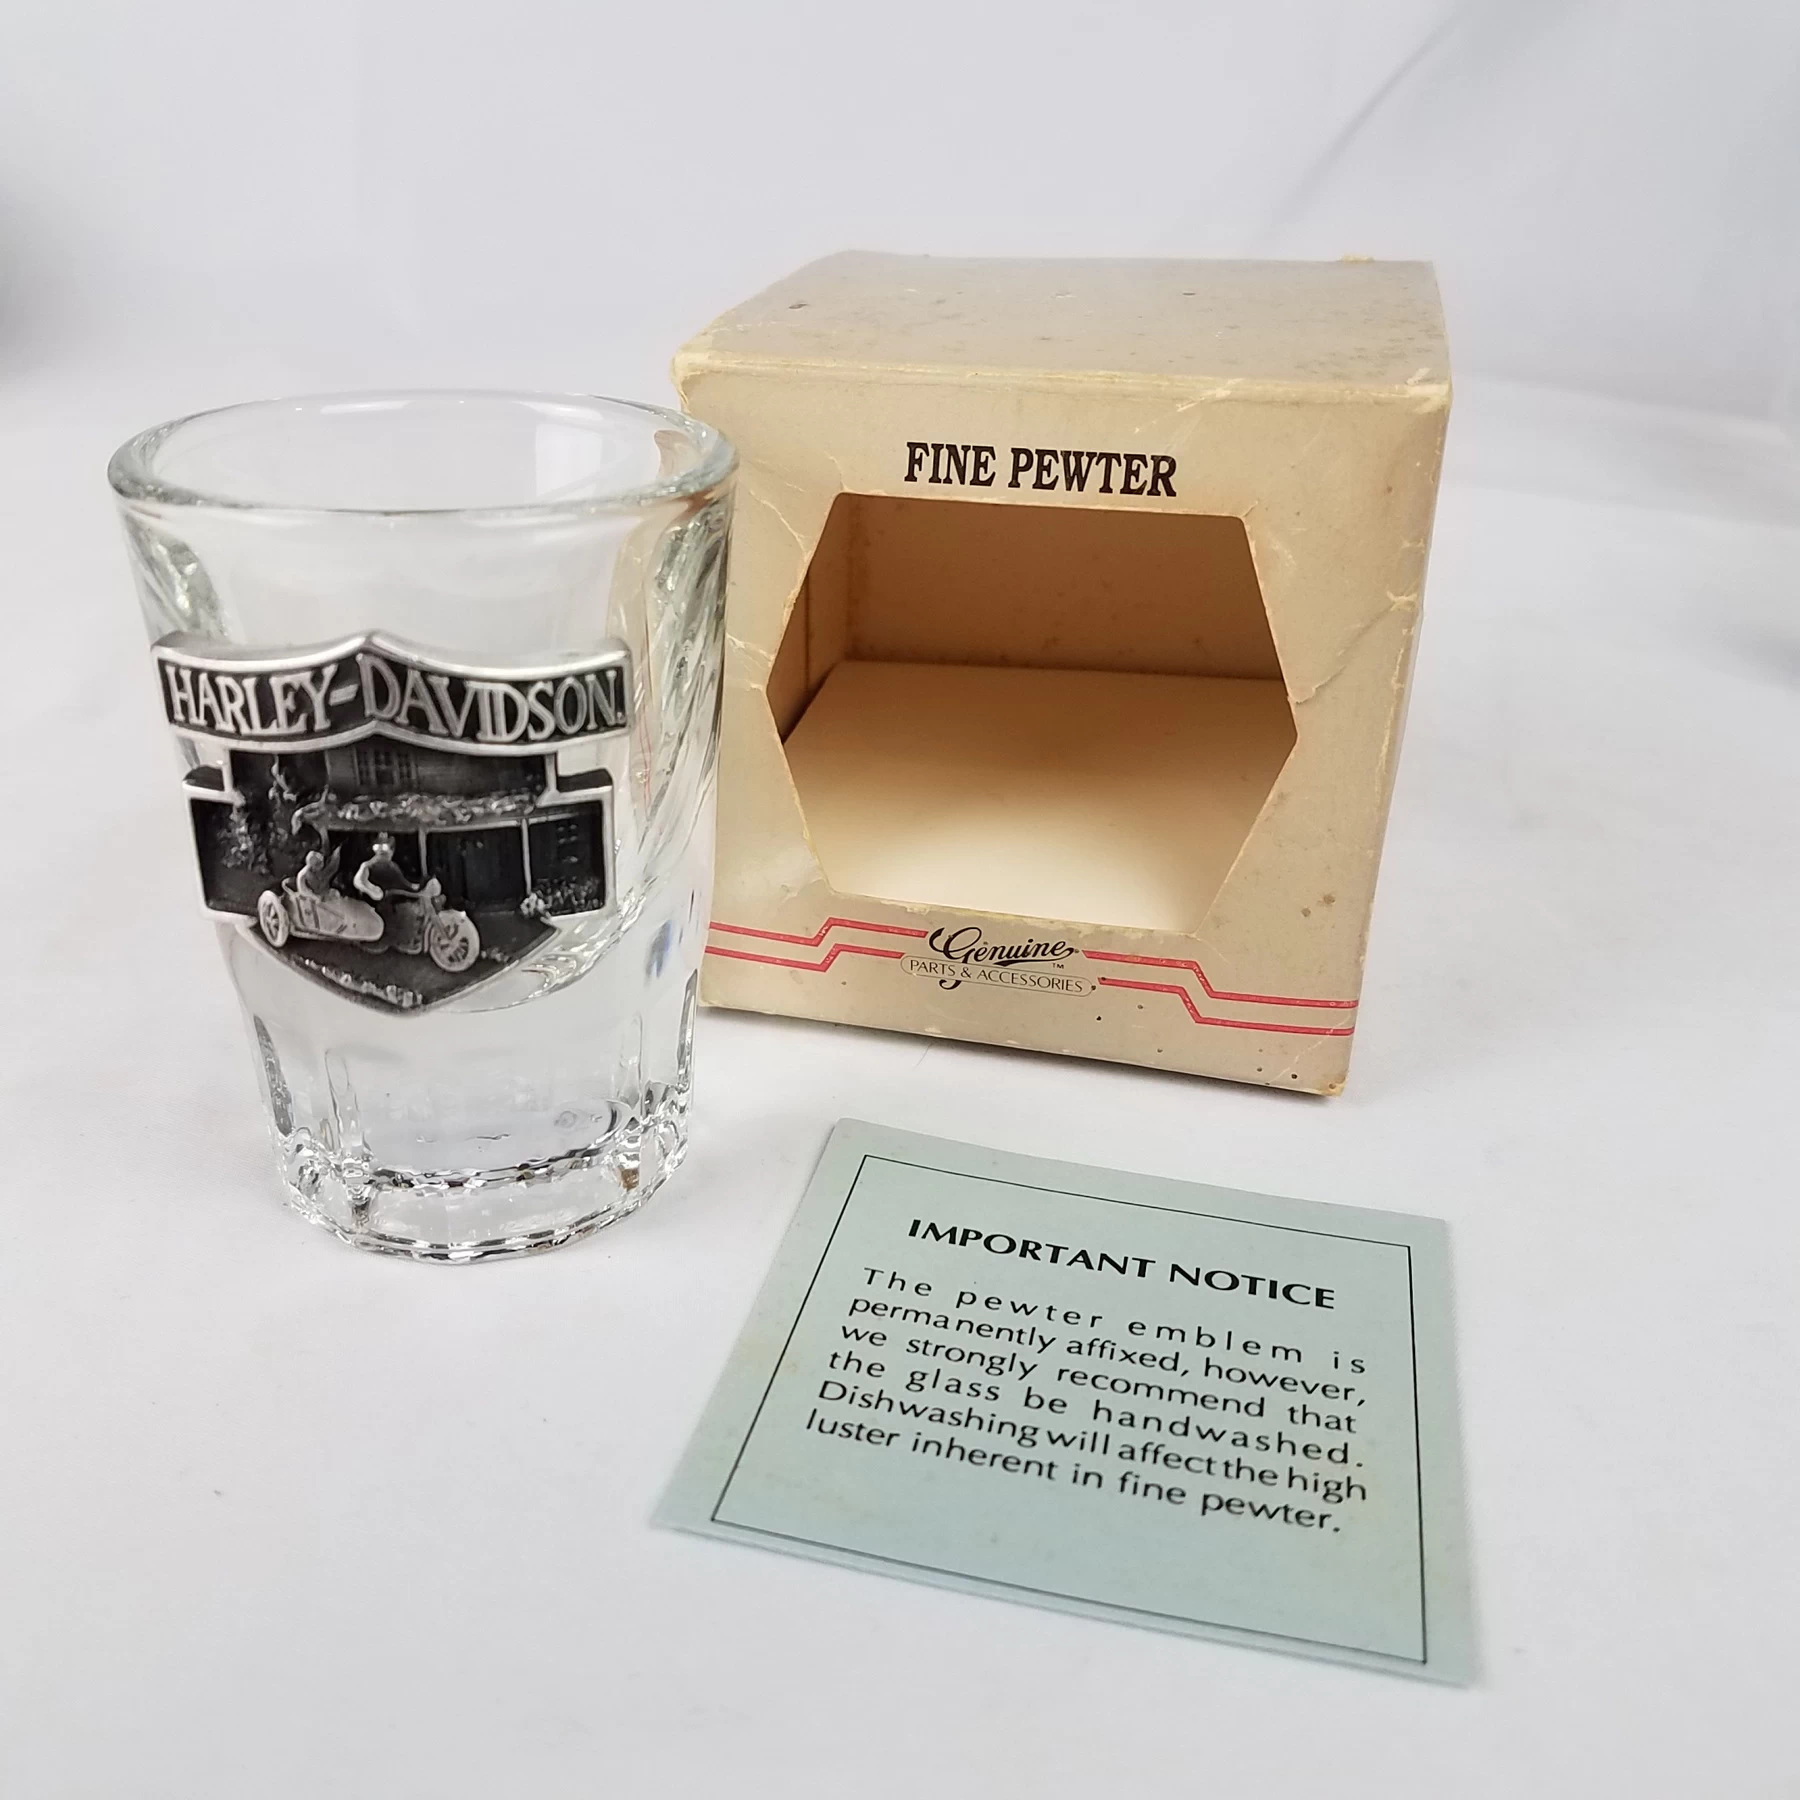 HARLEY-DAVIDSON
FINE PEWTER
Genuine
PARTS & ACCESSORIES™
IMPORTANT NOTICE
The pewter emblem is
permanently affixed, however,
we strongly recommend that
the glass be handwashed.
Dishwashing will affect the high
luster inherent in fine pewter.